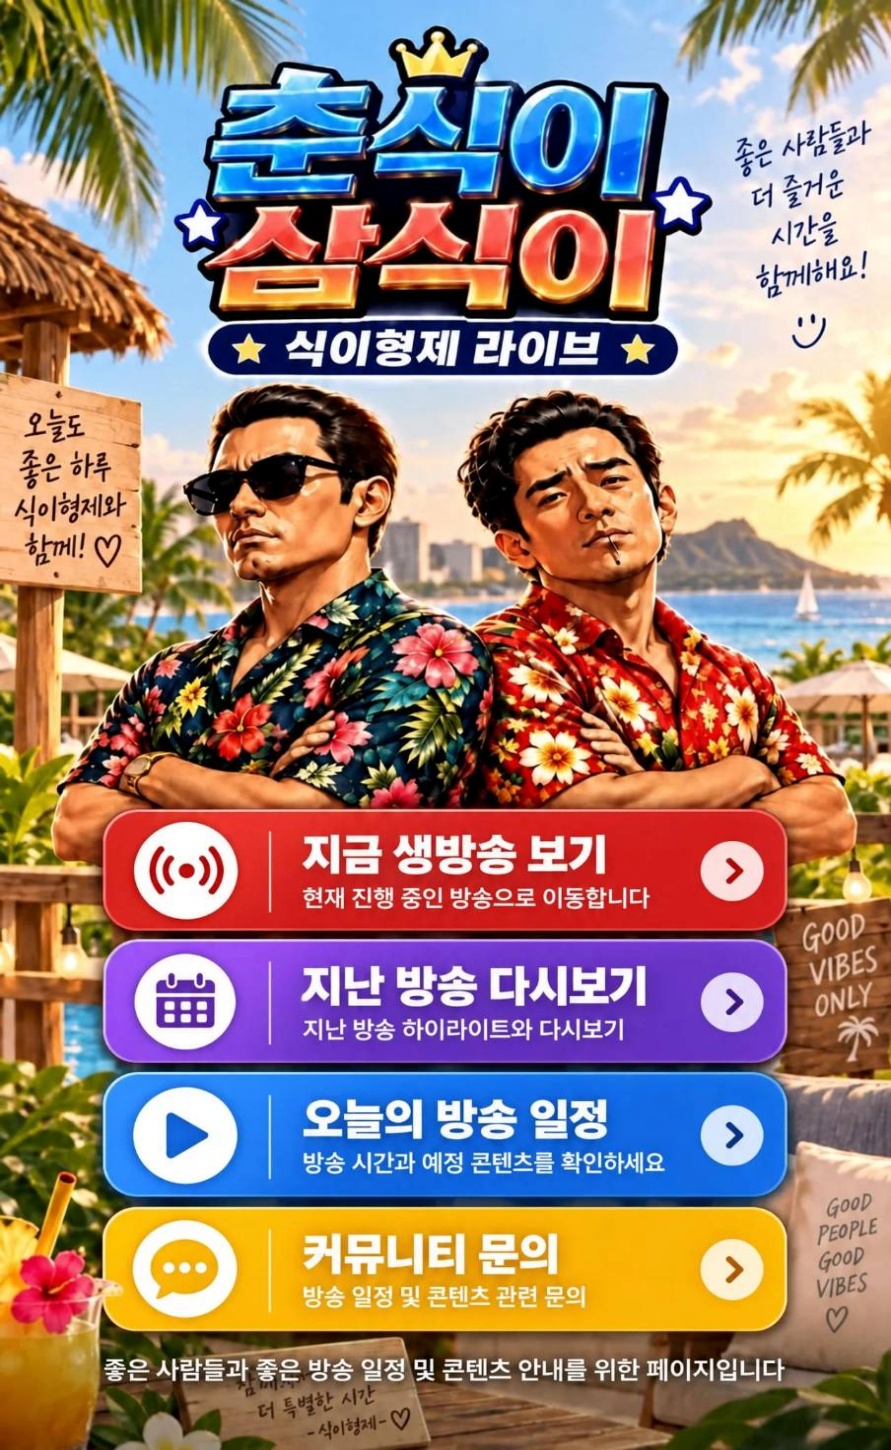 춘식이
삼식이
식이형제 라이브
좋은 사람들과
더 즐거운
시간을
함께해요!
오늘도
좋은 하루
식이형제와
함께!
지금 생방송 보기
현재 진행 중인 방송으로 이동합니다
지난 방송 다시보기
지난 방송 하이라이트와 다시보기
오늘의 방송 일정
방송 시간과 예정 콘텐츠를 확인하세요
커뮤니티 문의
방송 일정 및 콘텐츠 관련 문의
GOOD
VIBES
ONLY
GOOD
PEOPLE
GOOD
VIBES
좋은 사람들과 좋은 방송 일정 및 콘텐츠 안내를 위한 페이지입니다
더 특별한 시간
-식이형제-